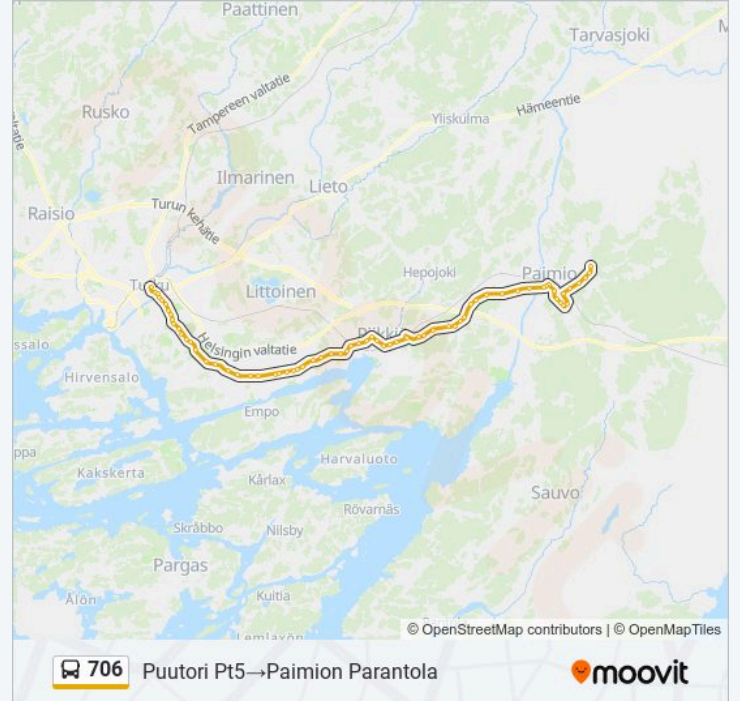 Paattinen
Tarvasjoki
Tampereen valtatie
Rusko
Hämeentie
Yliskulma
Ilmarinen
Lieto
Raisio
Turun kehätie
Hepojoki
Paimio
Littoinen
Helsingin valtatie
Hirvensalo
Empo
Kakskerta
Harvaluoto
Kårlax
Sauvo
Rövarnäs
Skråbbo
Nilsby
Pargas
Kuitia
Ålön
Lemlaxön
© OpenStreetMap contributors | © OpenMapTiles
706 Puutori Pt5→Paimion Parantola
moovit